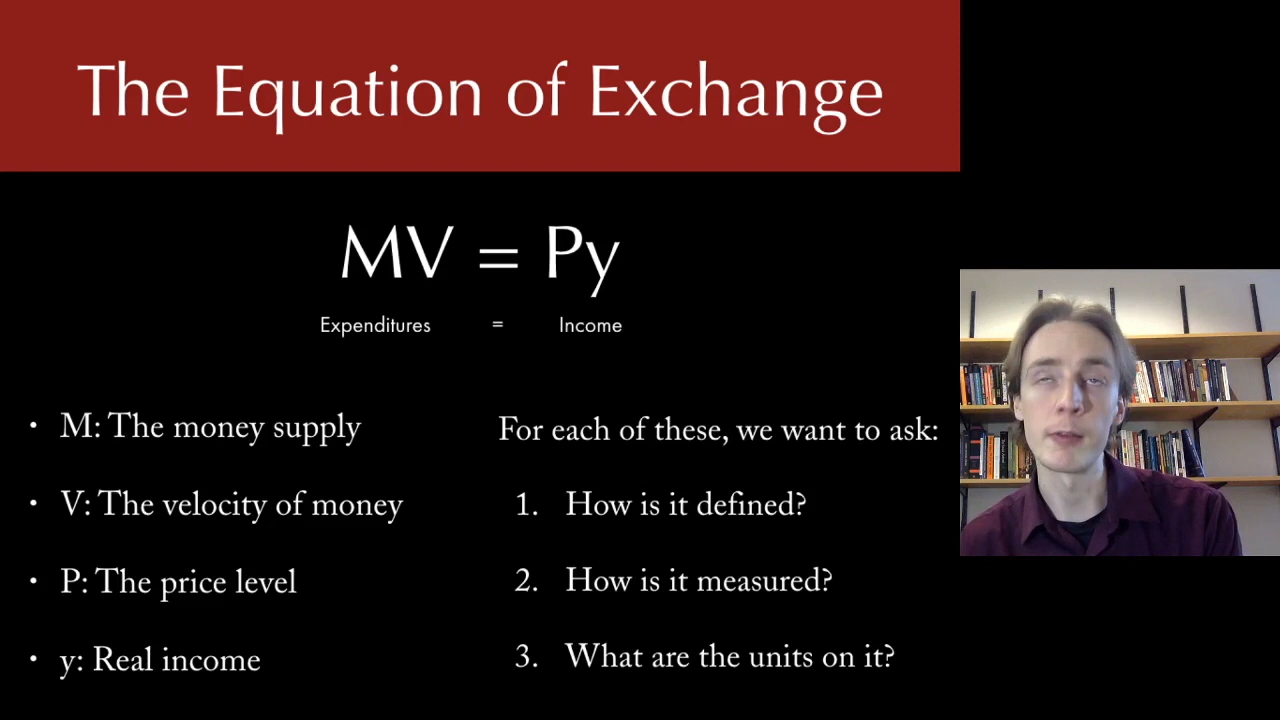 The Equation of Exchange
MV = Py
Expenditures = Income
• M: The money supply
• V: The velocity of money
• P: The price level
• y: Real income
For each of these, we want to ask:
1. How is it defined?
2. How is it measured?
3. What are the units on it?